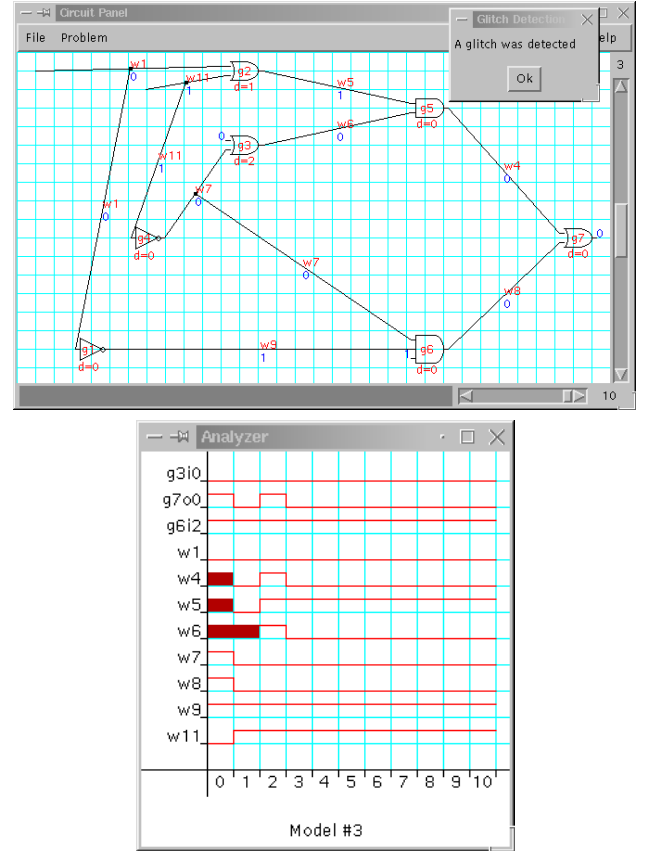 Circuit Panel
Glitch Detection
File Problem
A glitch was detected
Ok
3
w1
0
w11
1
g2
d=1
w5
1
g5
d=0
0
g3
d=2
w6
0
w11
1
w7
0
w4
0
w1
0
g4
d=0
w7
0
g7
d=0
0
w8
0
g1
d=0
w9
1
1
g6
d=0
10
Analyzer
g3i0
g7o0
g6i2
w1
w4
w5
w6
w7
w8
w9
w11
0 1 2 3 4 5 6 7 8 9 10
Model #3